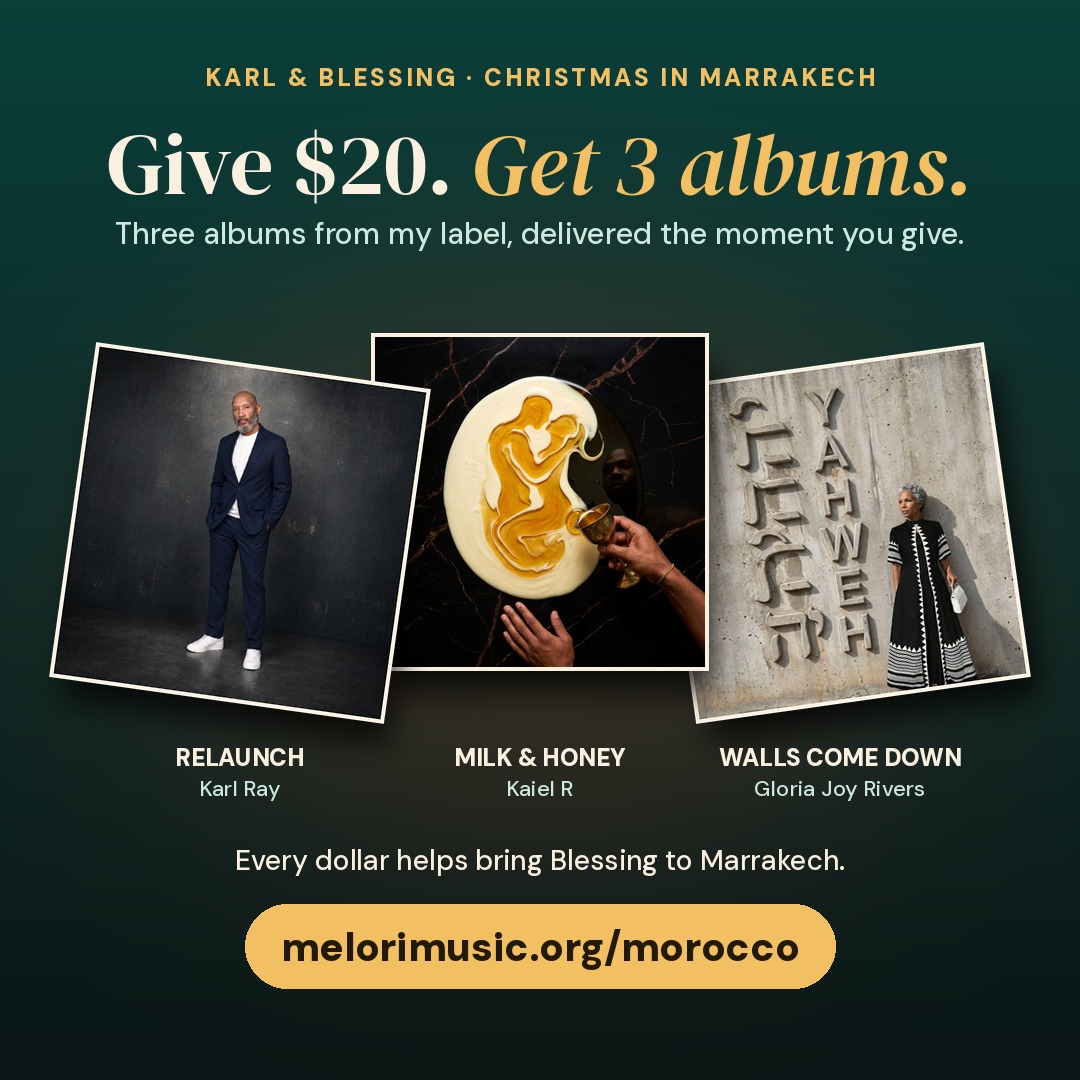 KARL & BLESSING · CHRISTMAS IN MARRAKECH
Give $20. Get 3 albums.
Three albums from my label, delivered the moment you give.
YAHWEH
RELAUNCH
Karl Ray
MILK & HONEY
Kaiel R
WALLS COME DOWN
Gloria Joy Rivers
Every dollar helps bring Blessing to Marrakech.
melorimusic.org/morocco